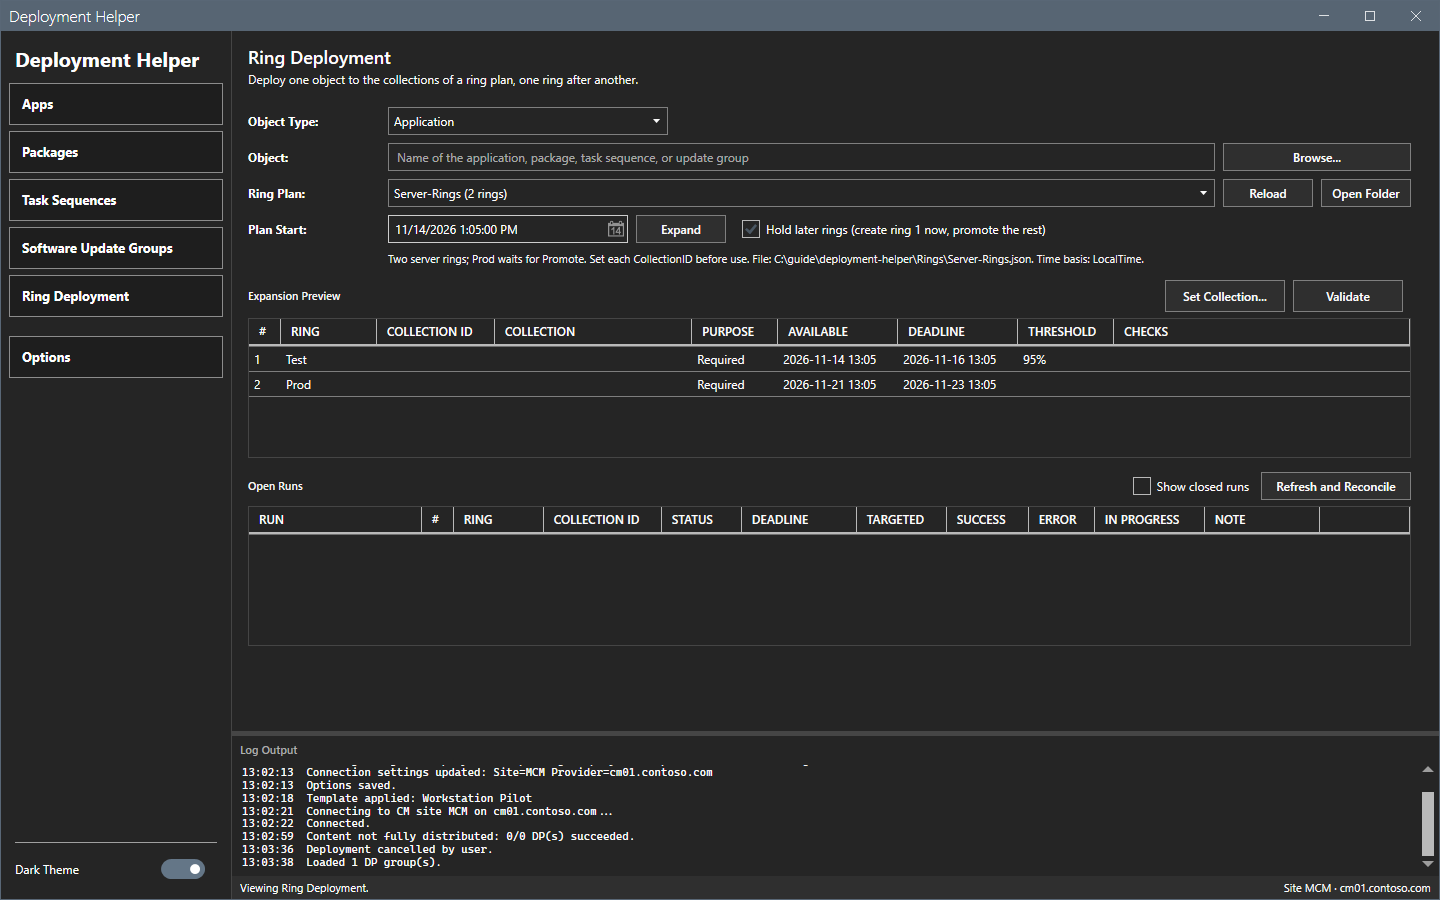 Deployment Helper
Deployment Helper
Apps
Packages
Task Sequences
Software Update Groups
Ring Deployment
Options
Dark Theme
Ring Deployment
Deploy one object to the collections of a ring plan, one ring after another.
Object Type: Application
Object: Name of the application, package, task sequence, or update group Browse...
Ring Plan: Server-Rings (2 rings) Reload Open Folder
Plan Start: 11/14/2026 1:05:00 PM 14 Expand Hold later rings (create ring 1 now, promote the rest)
Two server rings; Prod waits for Promote. Set each CollectionID before use. File: C:\guide\deployment-helper\Rings\Server-Rings.json. Time basis: LocalTime.
Expansion Preview Set Collection... Validate
# RING COLLECTION ID COLLECTION PURPOSE AVAILABLE DEADLINE THRESHOLD CHECKS
1 Test Required 2026-11-14 13:05 2026-11-16 13:05 95%
2 Prod Required 2026-11-21 13:05 2026-11-23 13:05
Open Runs Show closed runs Refresh and Reconcile
RUN # RING COLLECTION ID STATUS DEADLINE TARGETED SUCCESS ERROR IN PROGRESS NOTE
Log Output
13:02:13 Connection settings updated: Site=MCM Provider=cm01.contoso.com
13:02:13 Options saved.
13:02:18 Template applied: Workstation Pilot
13:02:21 Connecting to CM site MCM on cm01.contoso.com...
13:02:22 Connected.
13:02:59 Content not fully distributed: 0/0 DP(s) succeeded.
13:03:36 Deployment cancelled by user.
13:03:38 Loaded 1 DP group(s).
Viewing Ring Deployment. Site MCM · cm01.contoso.com